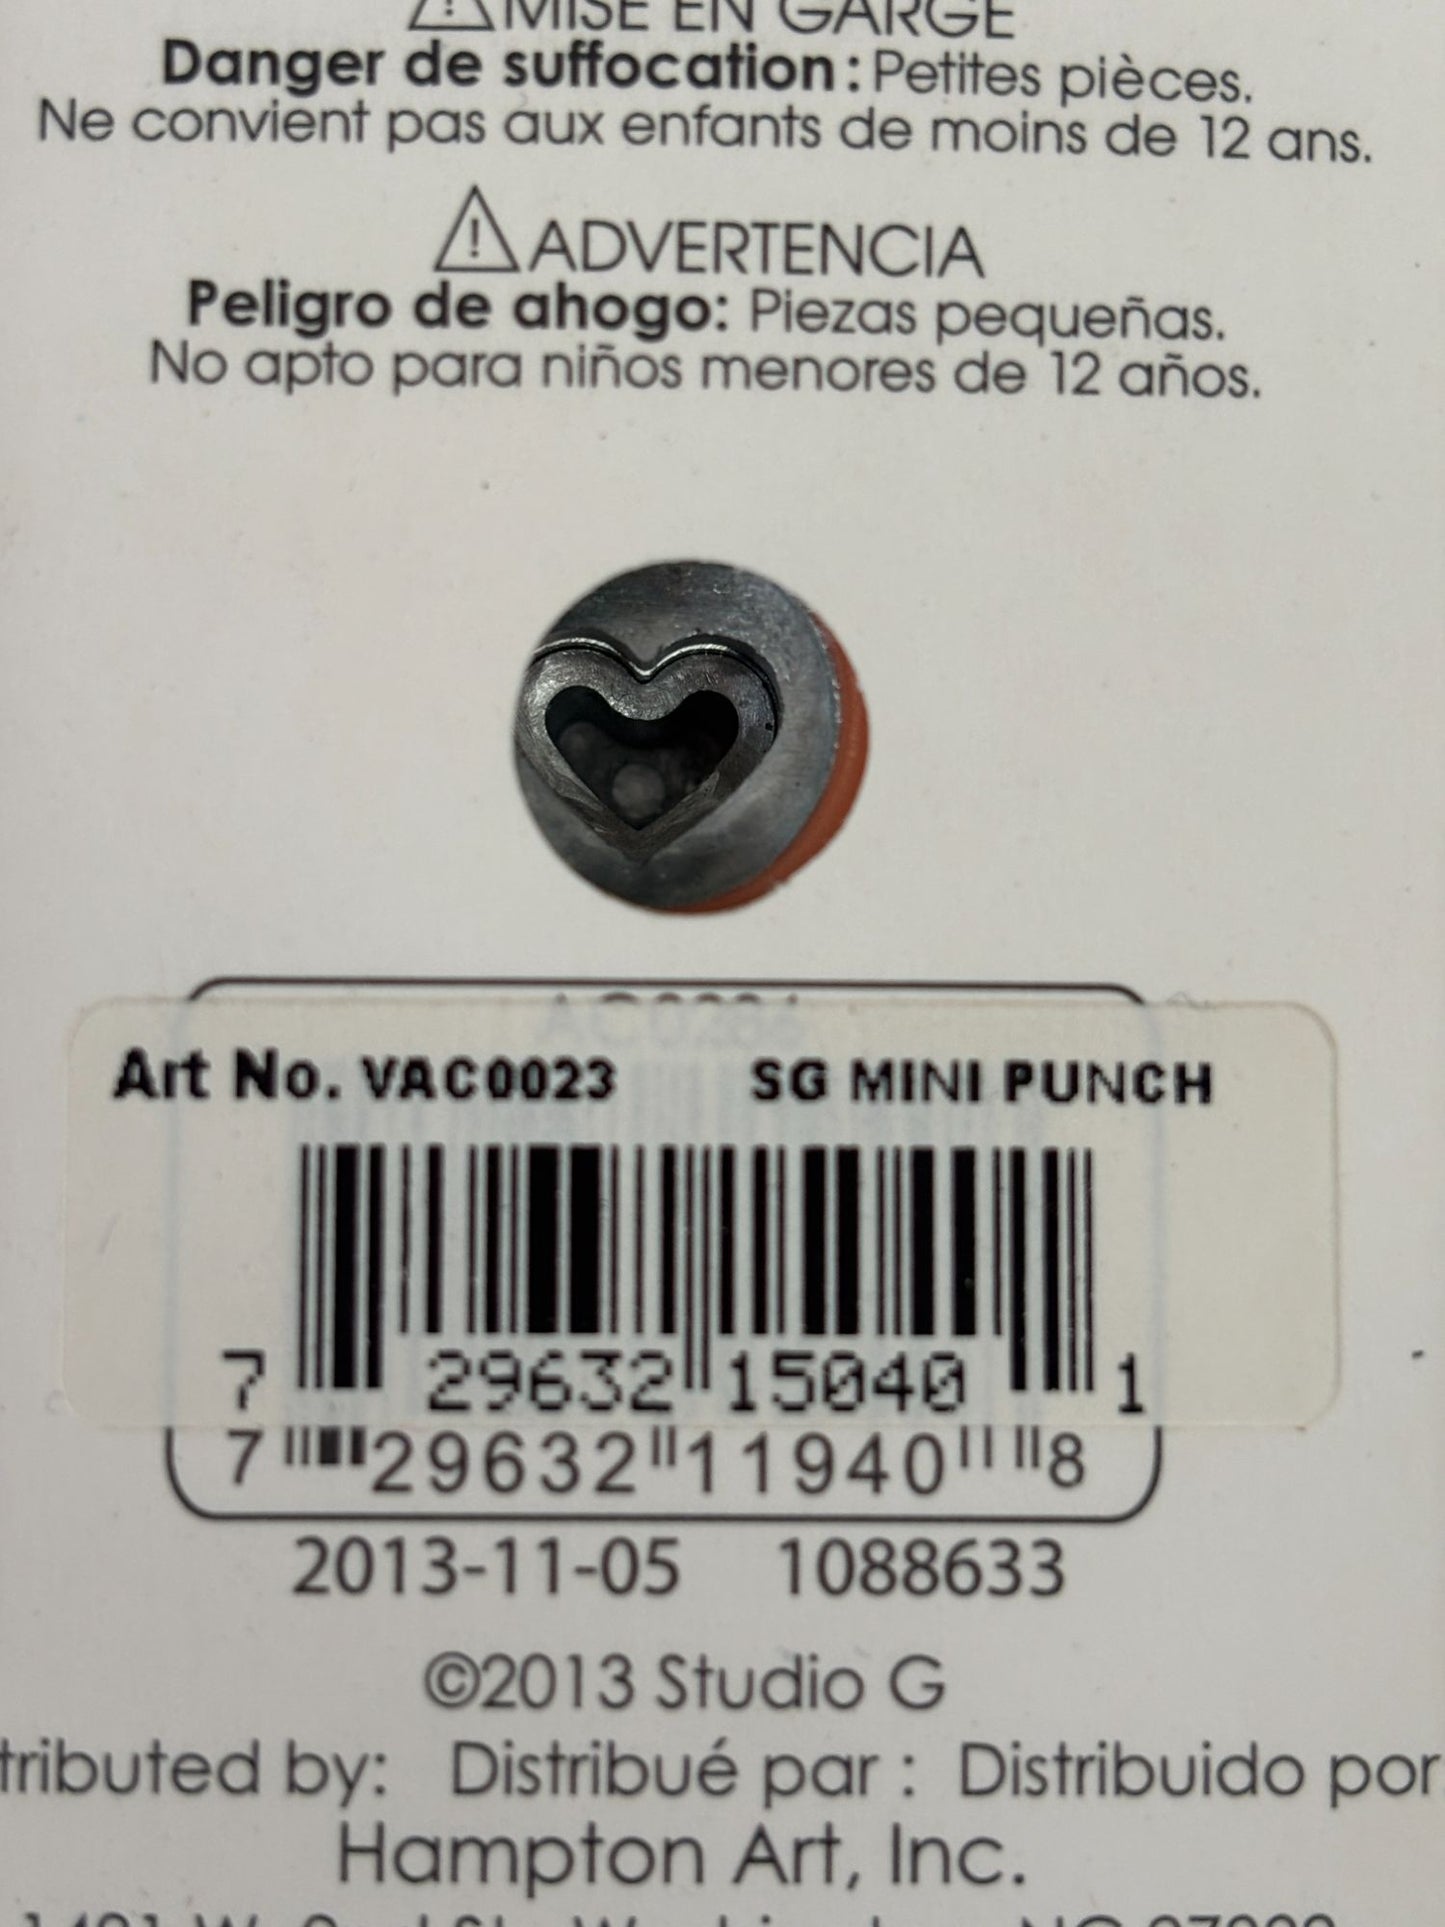 MISE EN GARGE
Danger de suffocation : Petites pièces.
Ne convient pas aux enfants de moins de 12 ans.
ADVERTENCIA
Peligro de ahogo: Piezas pequeñas.
No apto para niños menores de 12 años.
AC0286
Art No. VAC0023 SG MINI PUNCH
7 29632 15040 1
7 29632 11940 8
2013-11-05 1088633
©2013 Studio G
tributed by: Distribué par : Distribuido por
Hampton Art, Inc.